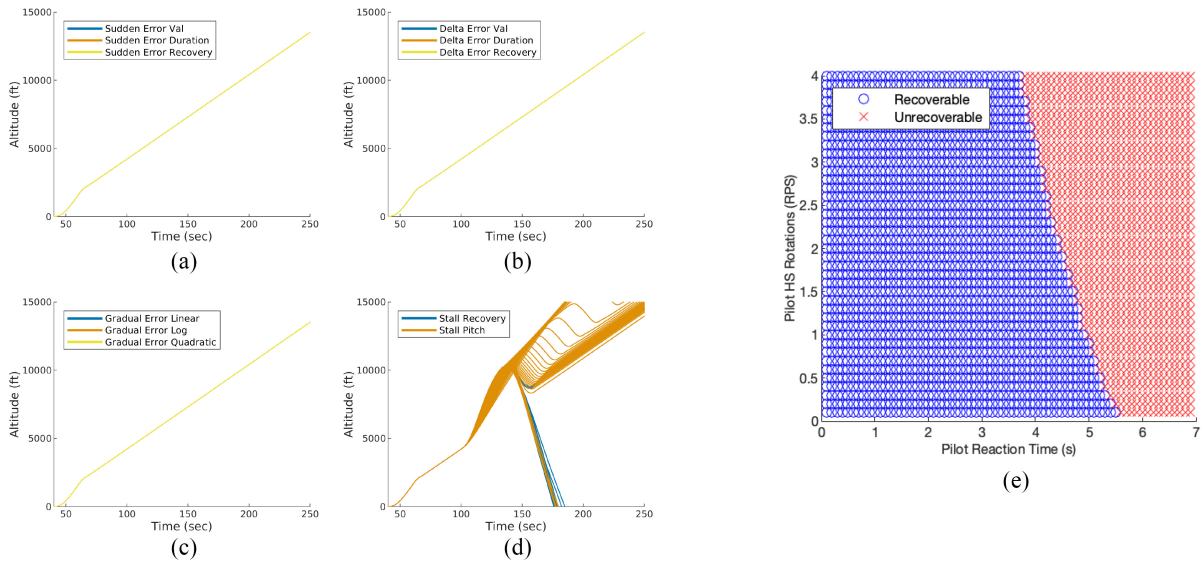 15000
10000
5000
0
Altitude (ft)
Sudden Error Val
Sudden Error Duration
Sudden Error Recovery
50 100 150 200 250
Time (sec)
(a)
15000
10000
5000
0
Altitude (ft)
Delta Error Val
Delta Error Duration
Delta Error Recovery
50 100 150 200 250
Time (sec)
(b)
15000
10000
5000
0
Altitude (ft)
Gradual Error Linear
Gradual Error Log
Gradual Error Quadratic
50 100 150 200 250
Time (sec)
(c)
15000
10000
5000
0
Altitude (ft)
Stall Recovery
Stall Pitch
50 100 150 200 250
Time (sec)
(d)
4
3.5
3
2.5
2
1.5
1
0.5
0
Pilot HS Rotations (RPS)
Recoverable
Unrecoverable
0 1 2 3 4 5 6 7
Pilot Reaction Time (s)
(e)